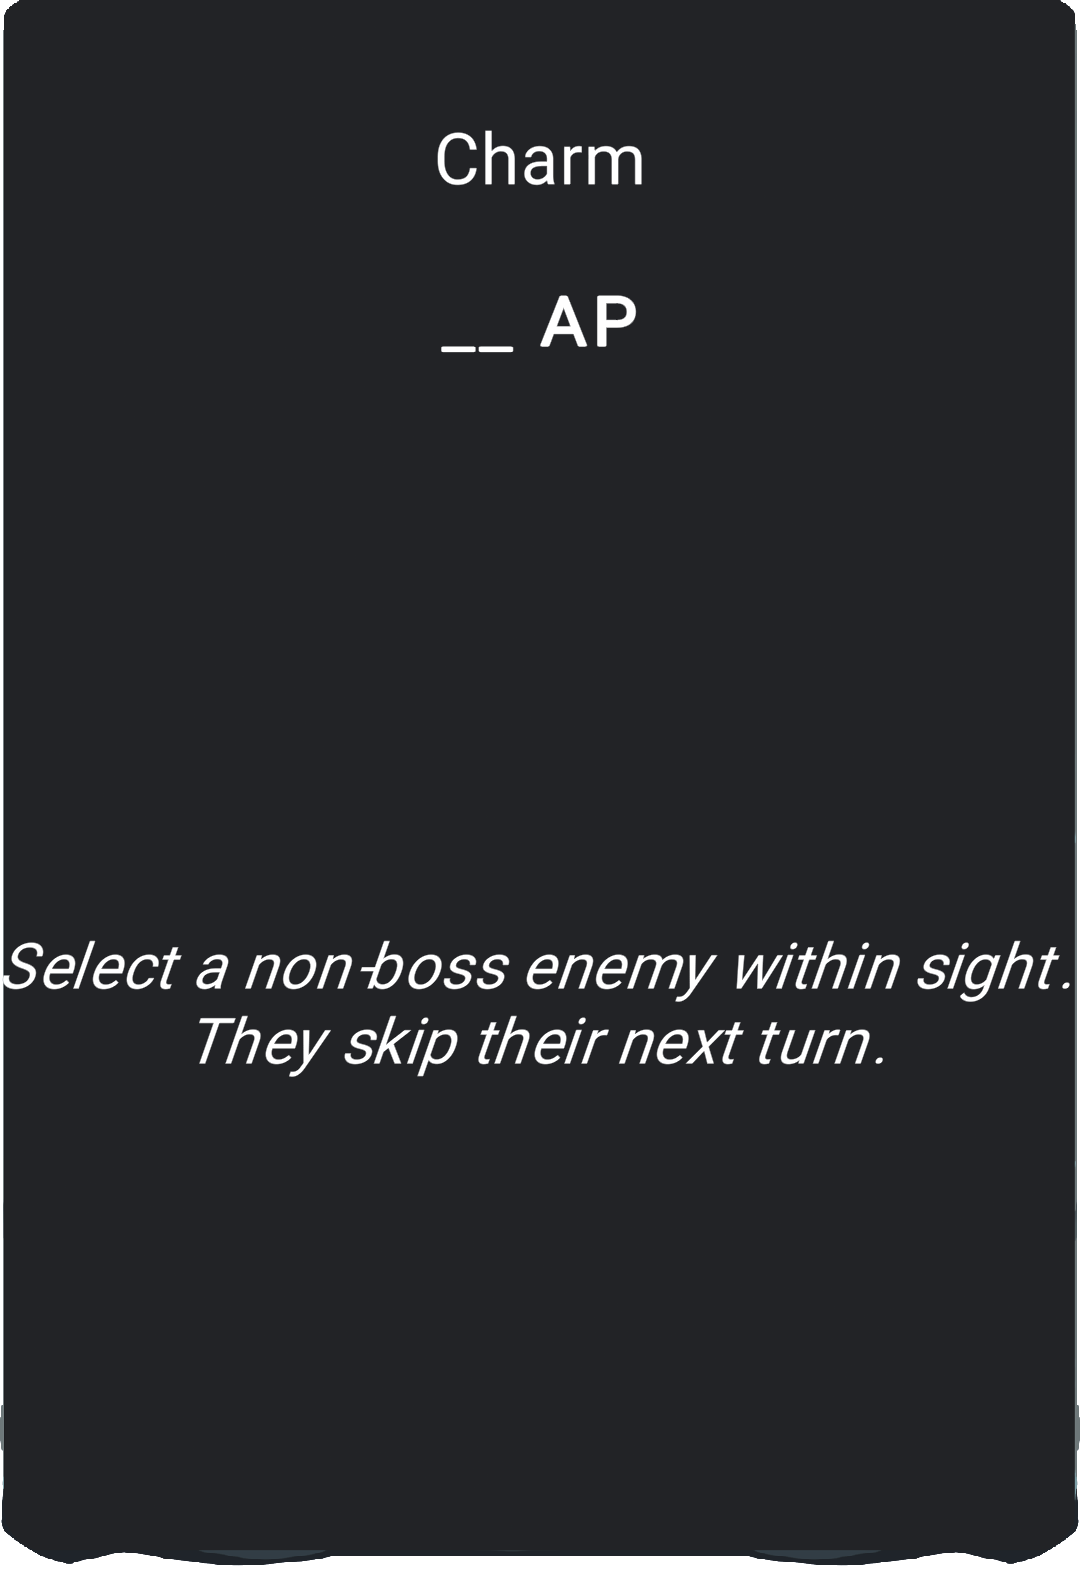 Charm
__ AP
Select a non-boss enemy within sight.
They skip their next turn.